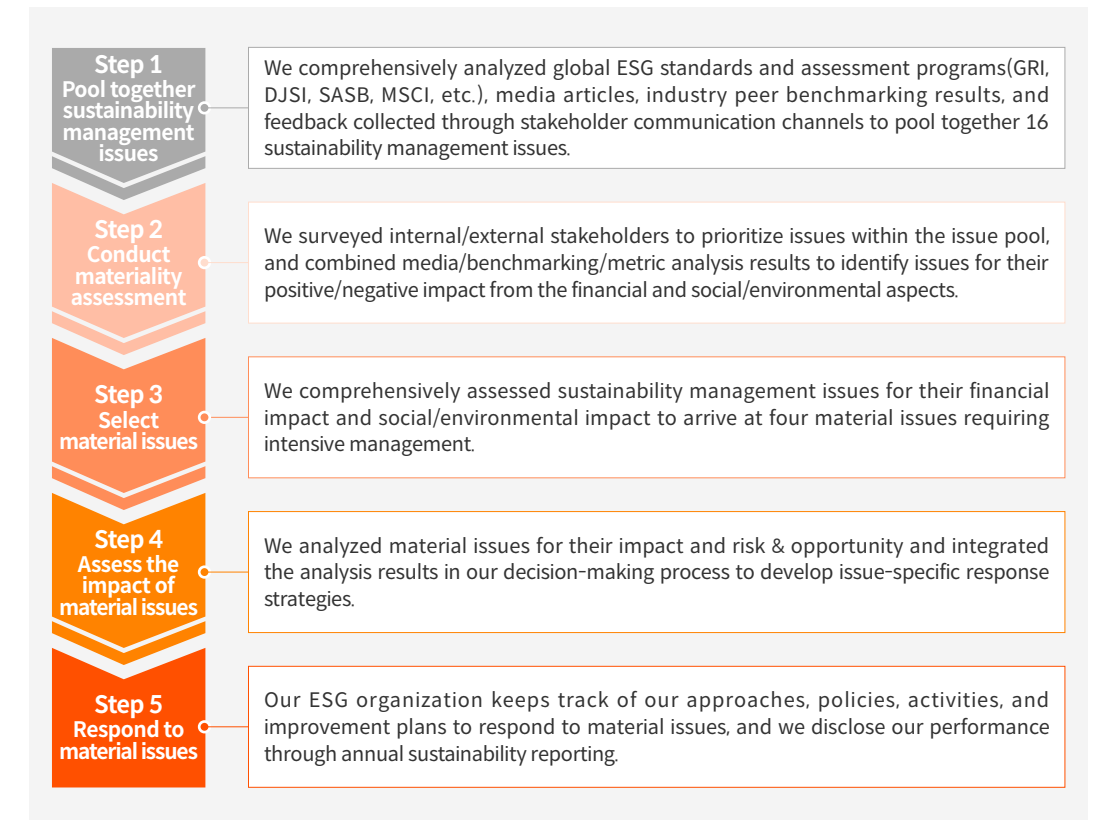 Step 1
Pool together
sustainability
management
issues
We comprehensively analyzed global ESG standards and assessment programs(GRI,
DJSI, SASB, MSCI, etc.), media articles, industry peer benchmarking results, and
feedback collected through stakeholder communication channels to pool together 16
sustainability management issues.
Step 2
Conduct
materiality
assessment
We surveyed internal/external stakeholders to prioritize issues within the issue pool,
and combined media/benchmarking/metric analysis results to identify issues for their
positive/negative impact from the financial and social/environmental aspects.
Step 3
Select
material issues
We comprehensively assessed sustainability management issues for their financial
impact and social/environmental impact to arrive at four material issues requiring
intensive management.
Step 4
Assess the
impact of
material issues
We analyzed material issues for their impact and risk & opportunity and integrated
the analysis results in our decision-making process to develop issue-specific response
strategies.
Step 5
Respond to
material issues
Our ESG organization keeps track of our approaches, policies, activities, and
improvement plans to respond to material issues, and we disclose our performance
through annual sustainability reporting.